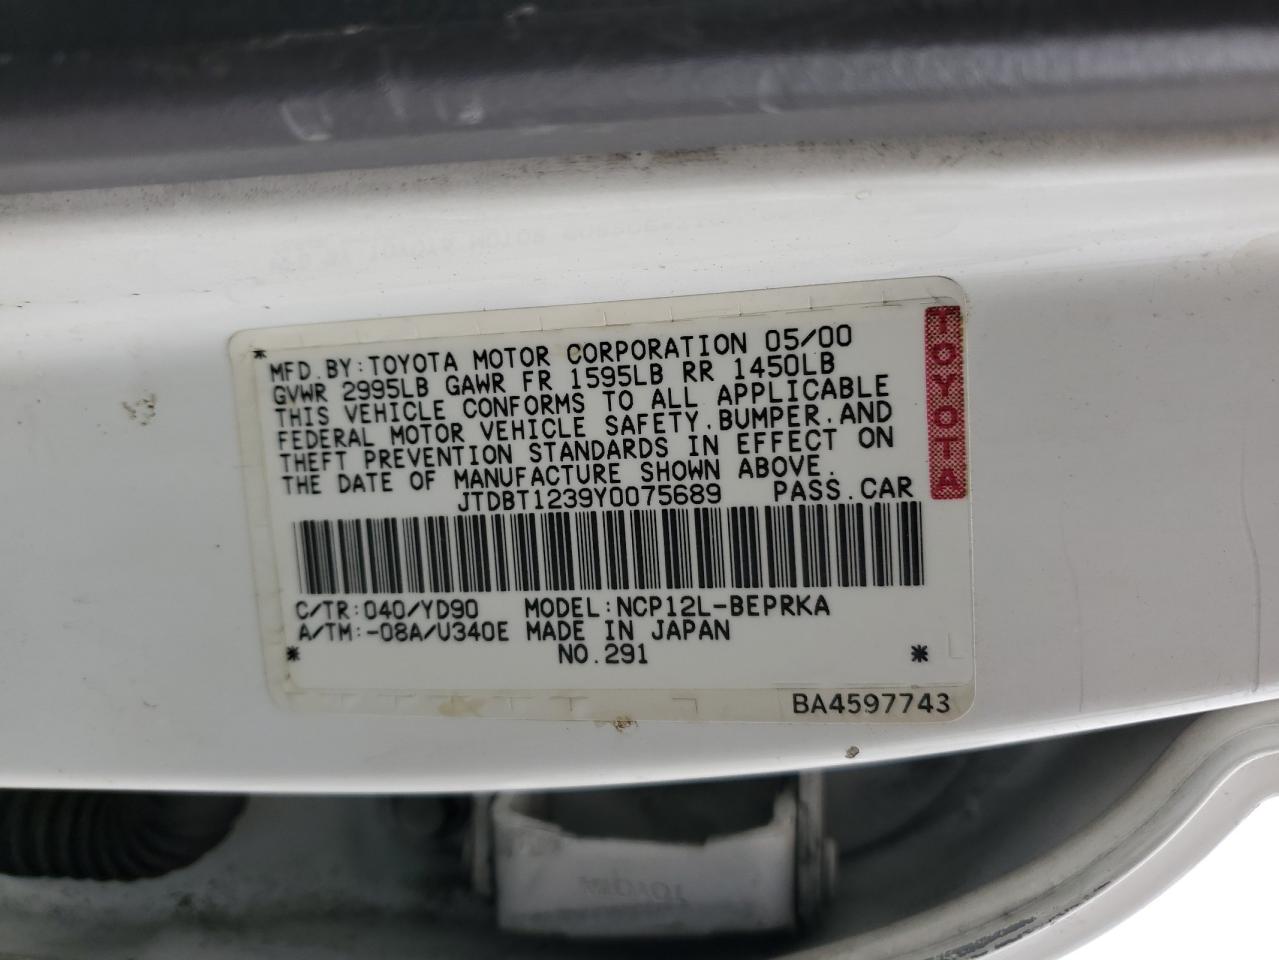 MFD.BY:TOYOTA MOTOR CORPORATION 05/00
GVWR 2995LB GAWR FR 1595LB RR 1450LB
THIS VEHICLE CONFORMS TO ALL APPLICABLE
FEDERAL MOTOR VEHICLE SAFETY,BUMPER,AND
THEFT PREVENTION STANDARDS IN EFFECT ON
THE DATE OF MANUFACTURE SHOWN ABOVE.
JTDBT1239Y0075689 PASS.CAR
TOYOTA
C/TR:040/YD90 MODEL:NCP12L-BEPRKA
A/TM:-08A/U340E MADE IN JAPAN
* NO.291 *
BA4597743